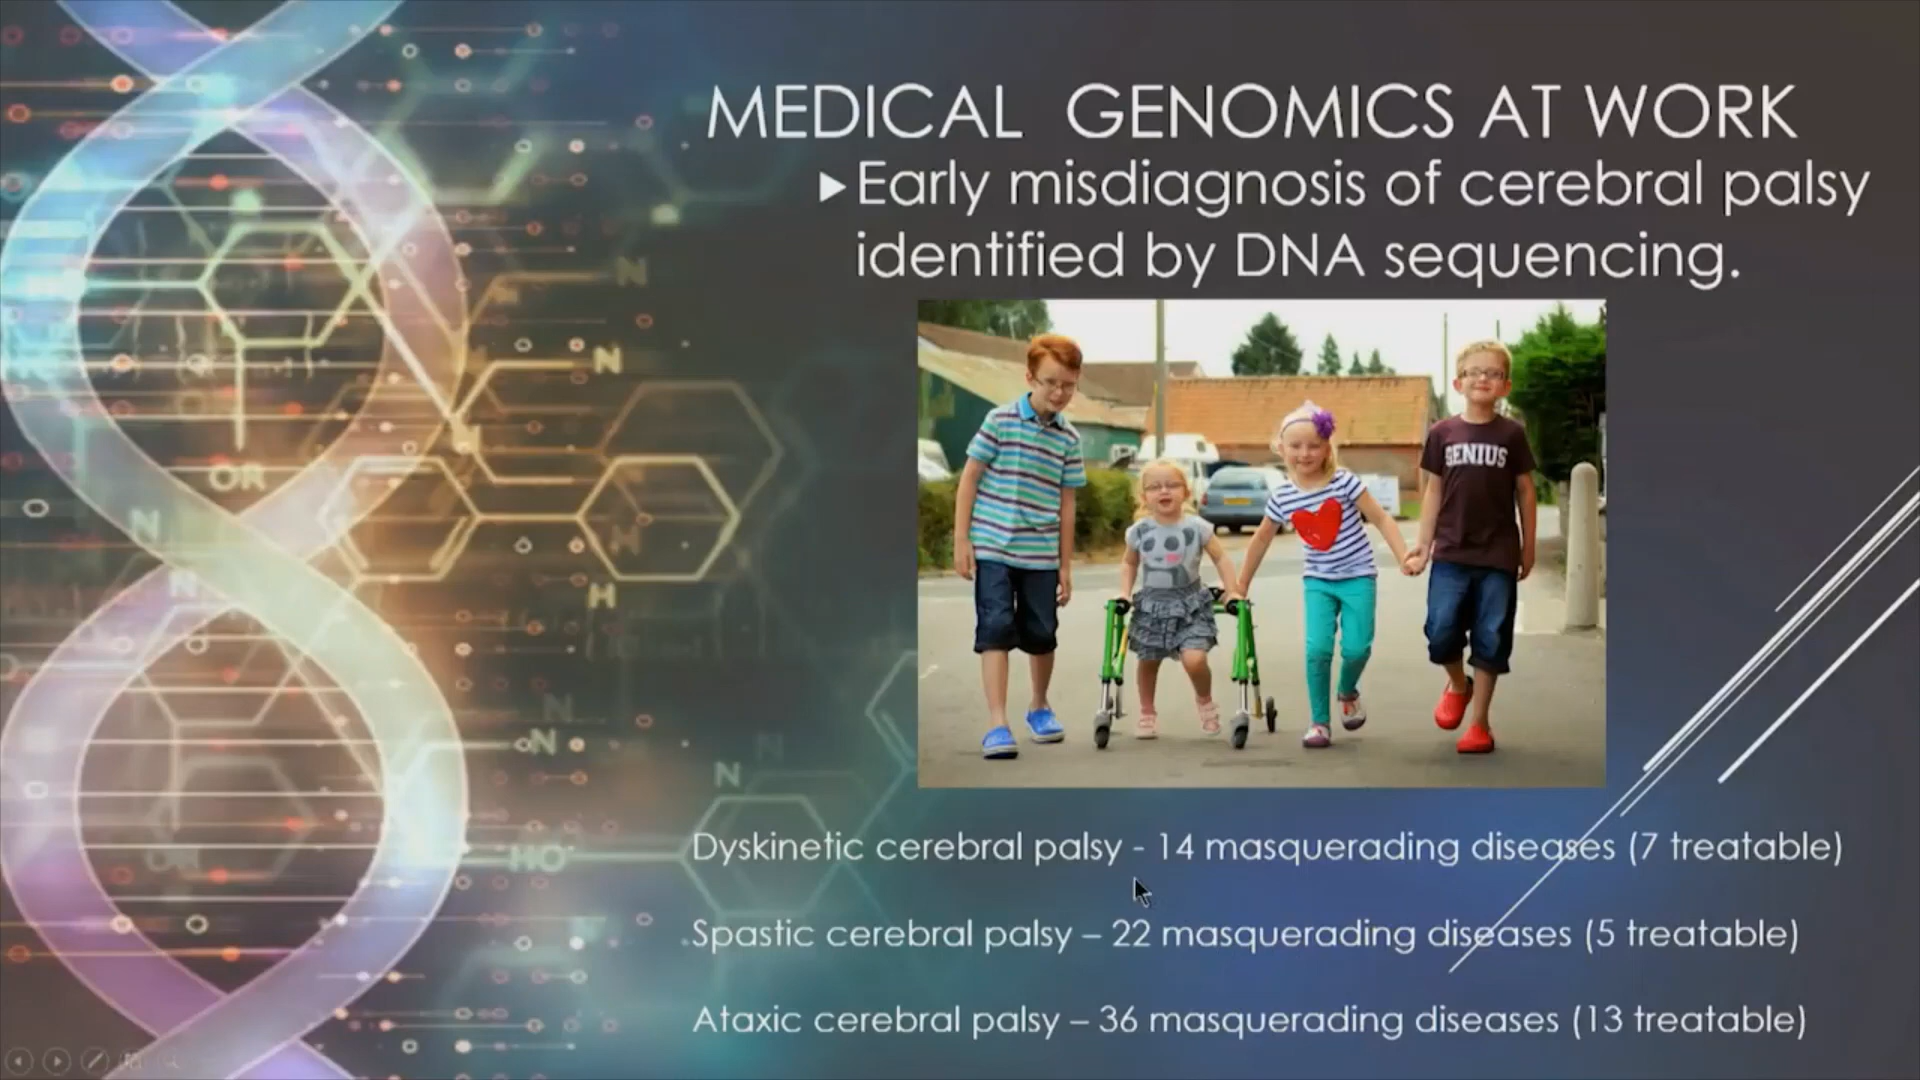 MEDICAL GENOMICS AT WORK
▶Early misdiagnosis of cerebral palsy
identified by DNA sequencing.
GENIUS
Dyskinetic cerebral palsy - 14 masquerading diseases (7 treatable)
Spastic cerebral palsy – 22 masquerading diseases (5 treatable)
Ataxic cerebral palsy – 36 masquerading diseases (13 treatable)
N
N
OR
N
N
H
N
N
N
HO